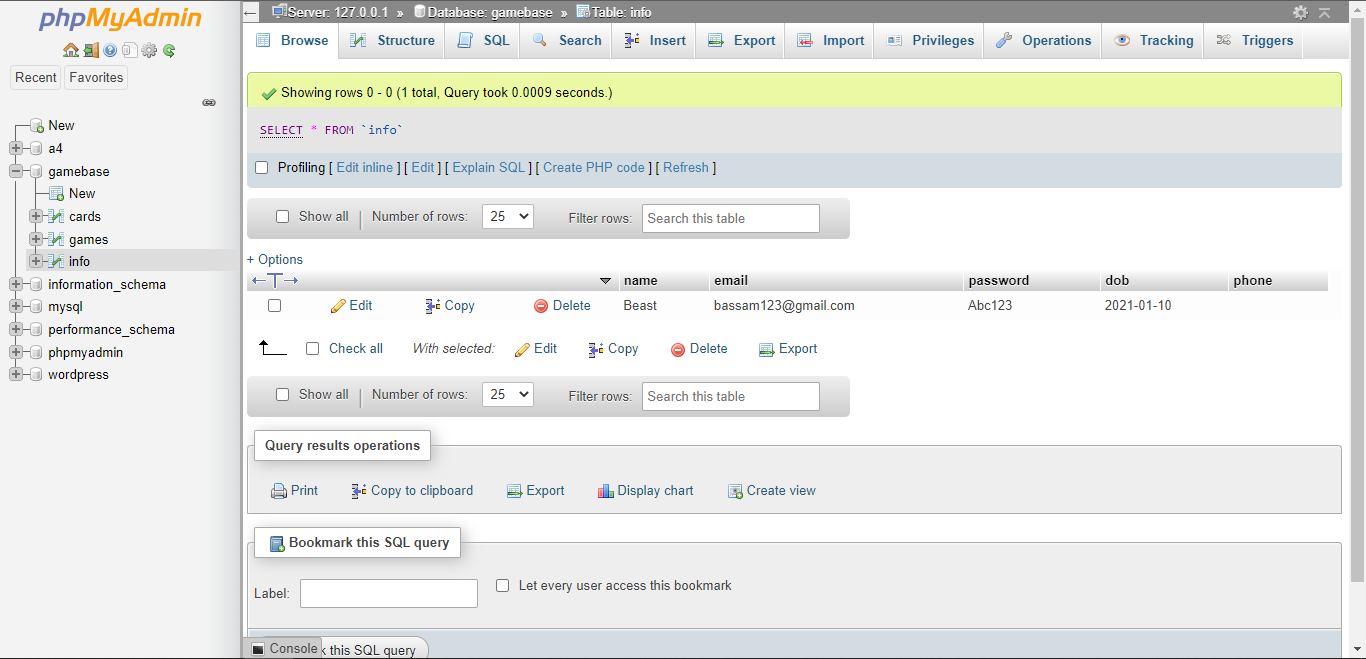 phpMyAdmin
Recent Favorites
New
a4
gamebase
New
cards
games
info
information_schema
mysql
performance_schema
phpmyadmin
wordpress
Server: 127.0.0.1 » Database: gamebase » Table: info
Browse Structure SQL Search Insert Export Import Privileges Operations Tracking Triggers
Showing rows 0 - 0 (1 total, Query took 0.0009 seconds.)
SELECT * FROM `info`
Profiling [ Edit inline ] [ Edit ] [ Explain SQL ] [ Create PHP code ] [ Refresh ]
Show all | Number of rows: 25 Filter rows: Search this table
+ Options
←T→ name email password dob phone
Edit Copy Delete Beast bassam123@gmail.com Abc123 2021-01-10
Check all With selected: Edit Copy Delete Export
Show all | Number of rows: 25 Filter rows: Search this table
Query results operations
Print Copy to clipboard Export Display chart Create view
Bookmark this SQL query
Label: Let every user access this bookmark
Console k this SQL query